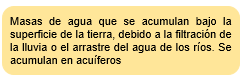 Masas de agua que se acumulan bajo la
superficie de la tierra, debido a la filtración de
la lluvia o el arrastre del agua de los ríos. Se
acumulan en acuíferos